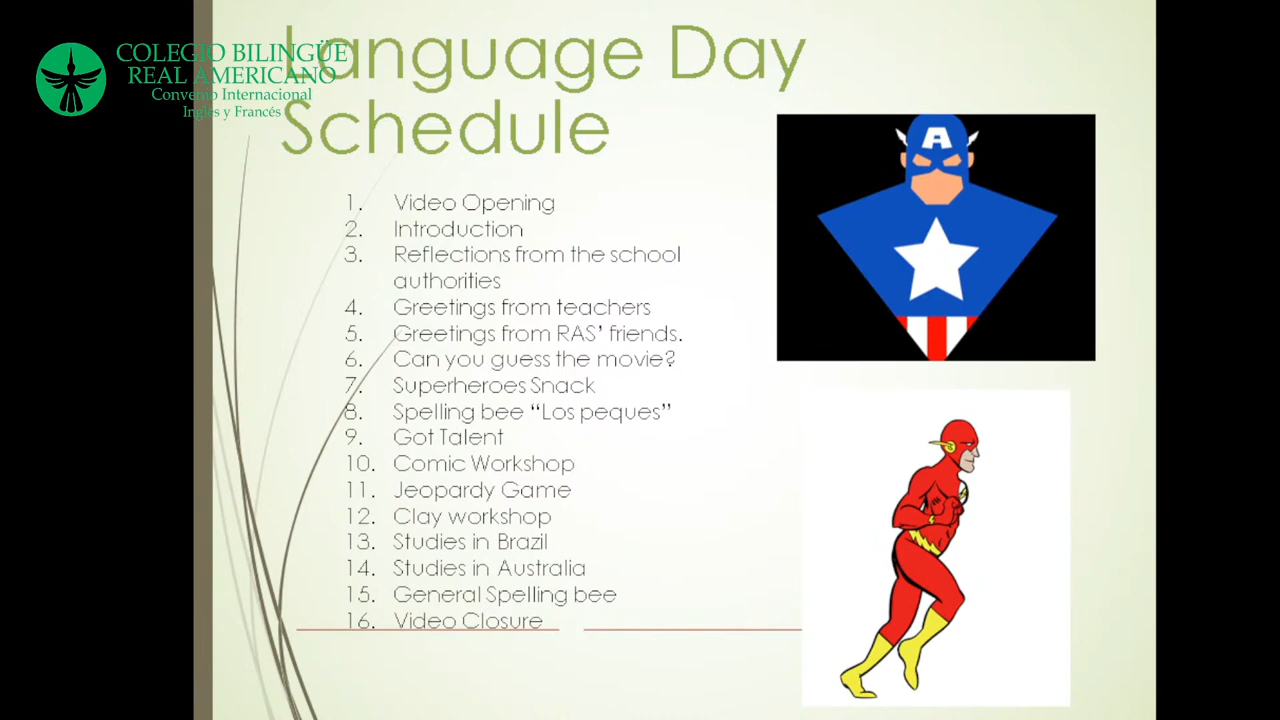 COLEGIO BILINGÜE
REAL AMERICANO
Convenio Internacional
Inglés y Francés
Language Day
Schedule
1. Video Opening
2. Introduction
3. Reflections from the school
authorities
4. Greetings from teachers
5. Greetings from RAS’ friends.
6. Can you guess the movie?
7. Superheroes Snack
8. Spelling bee “Los peques”
9. Got Talent
10. Comic Workshop
11. Jeopardy Game
12. Clay workshop
13. Studies in Brazil
14. Studies in Australia
15. General Spelling bee
16. Video Closure
A